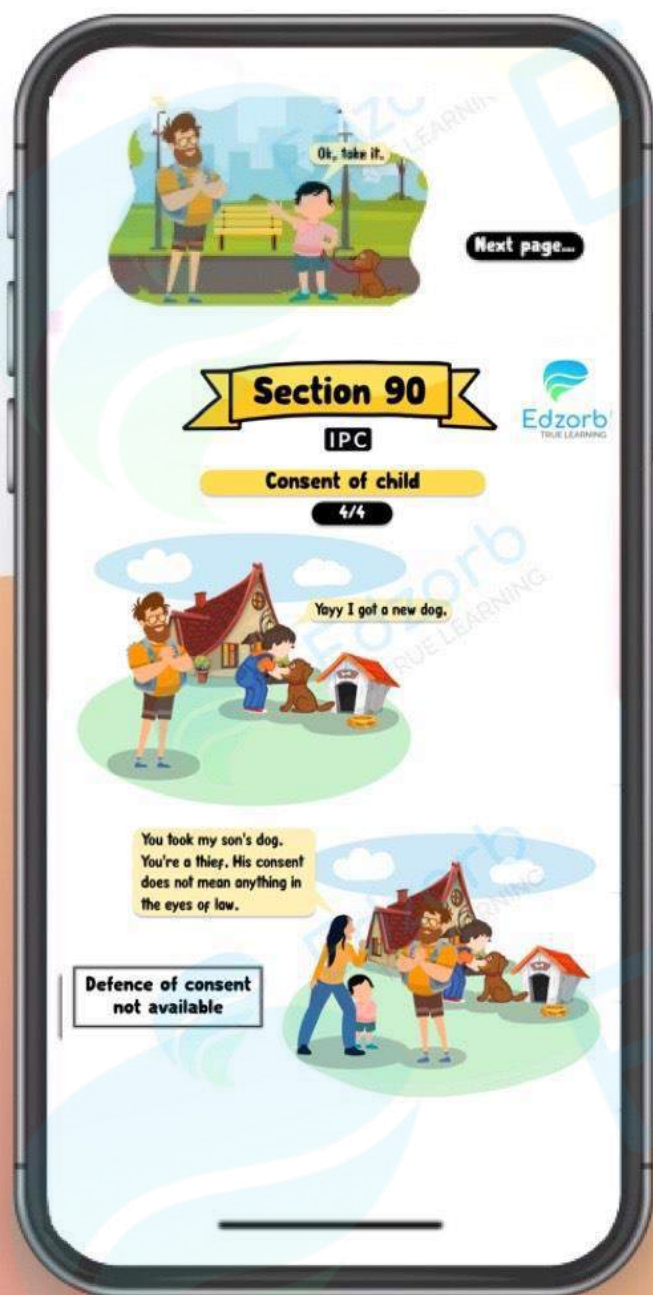 Ok, take it.
Next page...
Section 90
IPC
Edzorb
TRUE LEARNING
Consent of child
4/4
Yayy I got a new dog.
You took my son's dog.
You're a thief. His consent
does not mean anything in
the eyes of law.
Defence of consent
not available